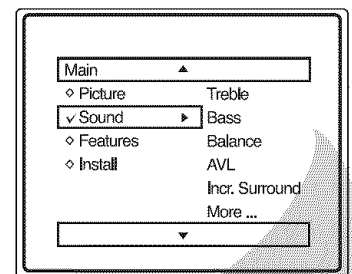 Main ▲
◇ Picture Treble
✓ Sound ▶ Bass
◇ Features Balance
◇ Install AVL
Incr. Surround
More ...
▼